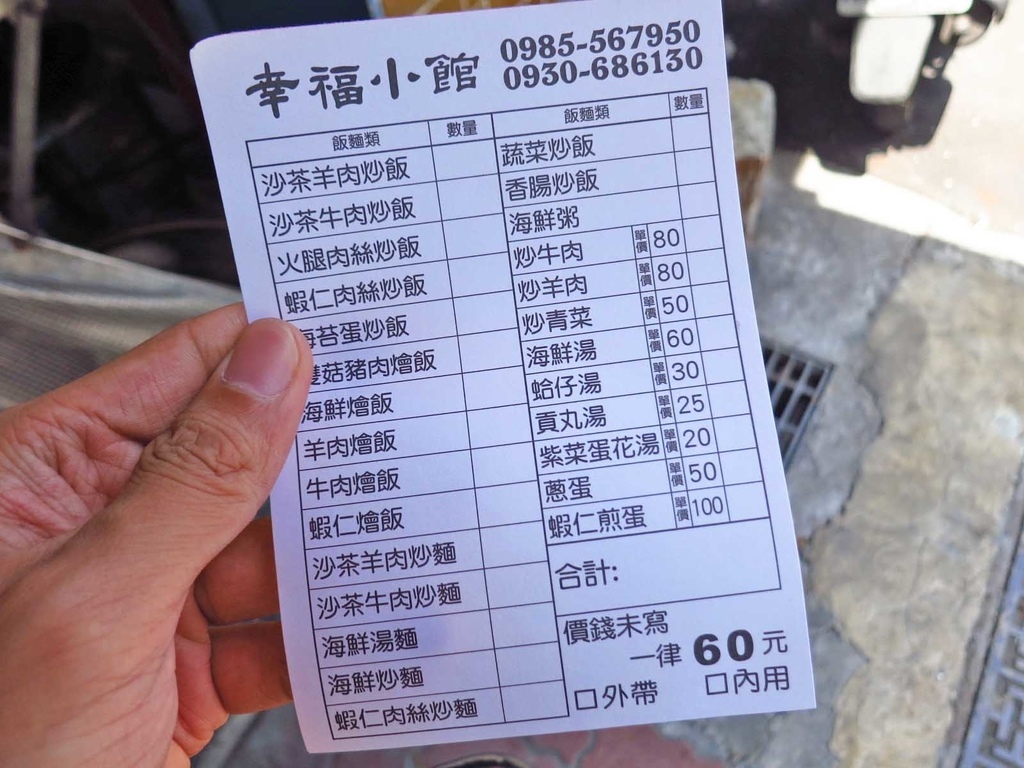 幸福小館
0985-567950
0930-686130
飯麵類 數量
沙茶羊肉炒飯
沙茶牛肉炒飯
火腿肉絲炒飯
蝦仁肉絲炒飯
海苔蛋炒飯
雙菇豬肉燴飯
海鮮燴飯
羊肉燴飯
牛肉燴飯
蝦仁燴飯
沙茶羊肉炒麵
沙茶牛肉炒麵
海鮮湯麵
海鮮炒麵
蝦仁肉絲炒麵
飯麵類 數量
蔬菜炒飯
香腸炒飯
海鮮粥
炒牛肉 單價 80
炒羊肉 單價 80
炒青菜 單價 50
海鮮湯 單價 60
蛤仔湯 單價 30
貢丸湯 單價 25
紫菜蛋花湯 單價 20
蔥蛋 單價 50
蝦仁煎蛋 單價 100
合計:
價錢未寫
一律 60 元
□外帶 □內用